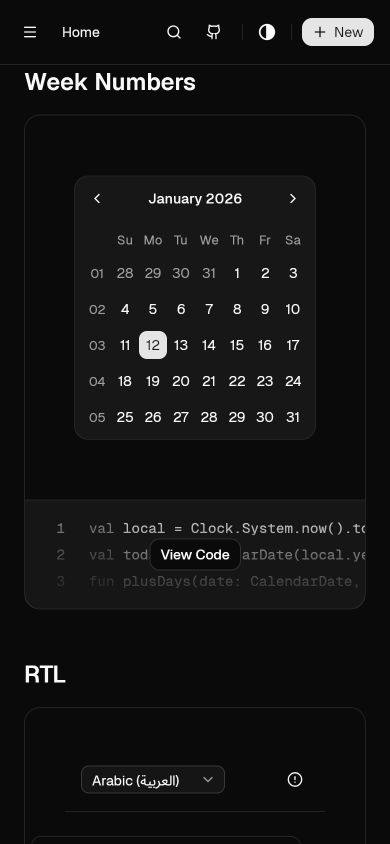 Home
New
Week Numbers
January 2026
Su Mo Tu We Th Fr Sa
01 28 29 30 31 1 2 3
02 4 5 6 7 8 9 10
03 11 12 13 14 15 16 17
04 18 19 20 21 22 23 24
05 25 26 27 28 29 30 31
1 val local = Clock.System.now().to
2 val tod
View Code
arDate(local.ye
3 fun plusDays(date: CalendarDate,
RTL
Arabic (العربية)